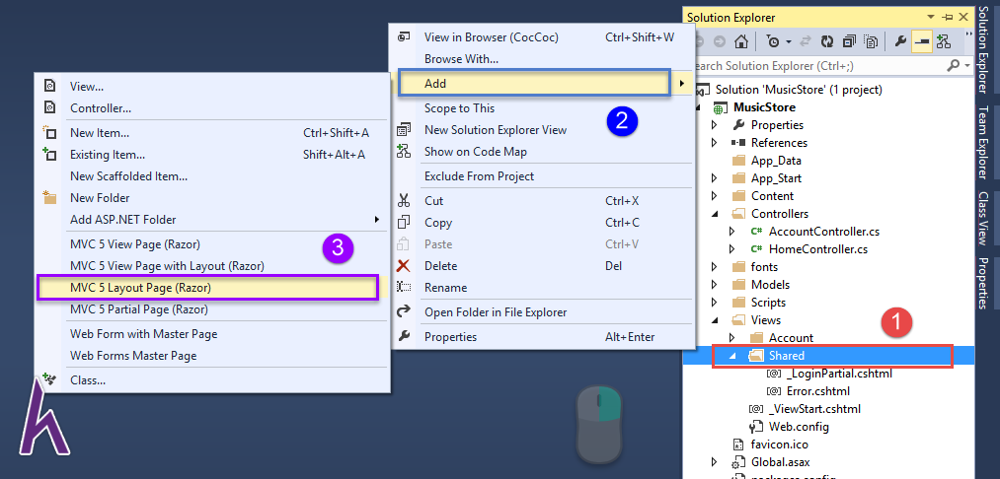 View...
Controller...
New Item... Ctrl+Shift+A
Existing Item... Shift+Alt+A
New Scaffolded Item...
New Folder
Add ASP.NET Folder
MVC 5 View Page (Razor)
MVC 5 View Page with Layout (Razor)
MVC 5 Layout Page (Razor)
MVC 5 Partial Page (Razor)
Web Form with Master Page
Web Forms Master Page
Class...
3
View in Browser (CocCoc) Ctrl+Shift+W
Browse With...
Add
Scope to This
New Solution Explorer View
Show on Code Map
Exclude From Project
Cut Ctrl+X
Copy Ctrl+C
Paste Ctrl+V
Delete Del
Rename
Open Folder in File Explorer
Properties Alt+Enter
2
Solution Explorer
Search Solution Explorer (Ctrl+;)
Solution 'MusicStore' (1 project)
MusicStore
Properties
References
App_Data
App_Start
Content
Controllers
C# AccountController.cs
C# HomeController.cs
fonts
Models
Scripts
Views
Account
Shared
_LoginPartial.cshtml
Error.cshtml
_ViewStart.cshtml
Web.config
favicon.ico
Global.asax
packages.config
1
Solution Explorer
Team Explorer
Class View
Properties